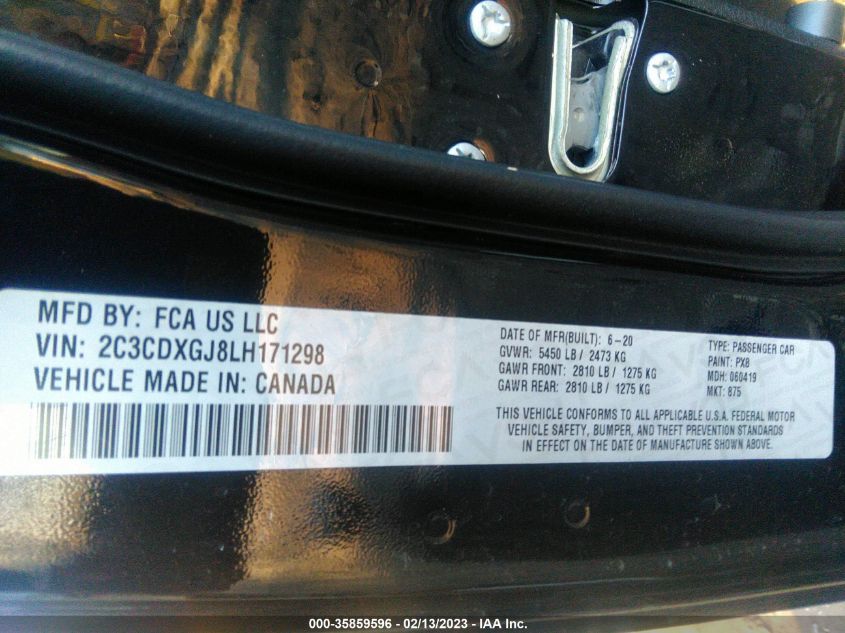 MFD BY: FCA US LLC
VIN: 2C3CDXGJ8LH171298
VEHICLE MADE IN: CANADA
DATE OF MFR(BUILT): 6-20
GVWR: 5450 LB / 2473 KG
GAWR FRONT: 2810 LB / 1275 KG
GAWR REAR: 2810 LB / 1275 KG
TYPE: PASSENGER CAR
PAINT: PX8
MDH: 060419
MKT: 875
THIS VEHICLE CONFORMS TO ALL APPLICABLE U.S.A. FEDERAL MOTOR
VEHICLE SAFETY, BUMPER, AND THEFT PREVENTION STANDARDS
IN EFFECT ON THE DATE OF MANUFACTURE SHOWN ABOVE.
000-35859596 - 02/13/2023 - IAA Inc.